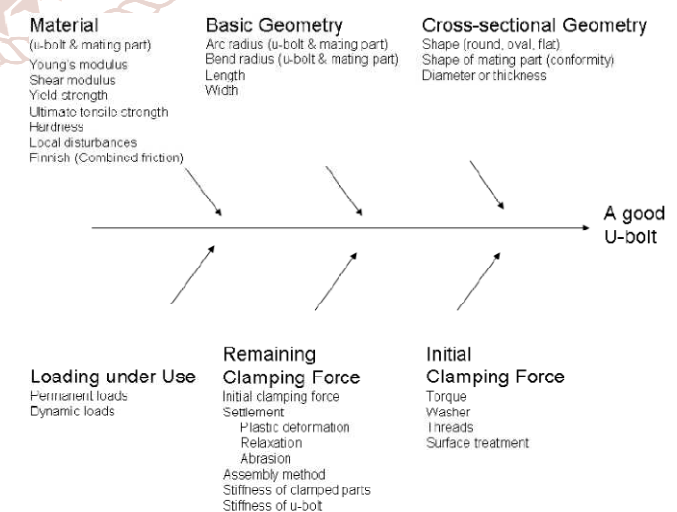 Material
(u-bolt & mating part)
Young's modulus
Shear modulus
Yield strength
Ultimate tensile strength
Hardness
Local disturbances
Finnish (Combined friction)
Basic Geometry
Arc radius (u-bolt & mating part)
Bend radius (u-bolt & mating part)
Length
Width
Cross-sectional Geometry
Shape (round, oval, flat)
Shape of mating part (conformity)
Diameter or thickness
A good
U-bolt
Loading under Use
Permanent loads
Dynamic loads
Remaining
Clamping Force
Initial clamping force
Settlement
Plastic deformation
Relaxation
Abrasion
Assembly method
Stiffness of clamped parts
Stiffness of u-bolt
Initial
Clamping Force
Torque
Washer
Threads
Surface treatment